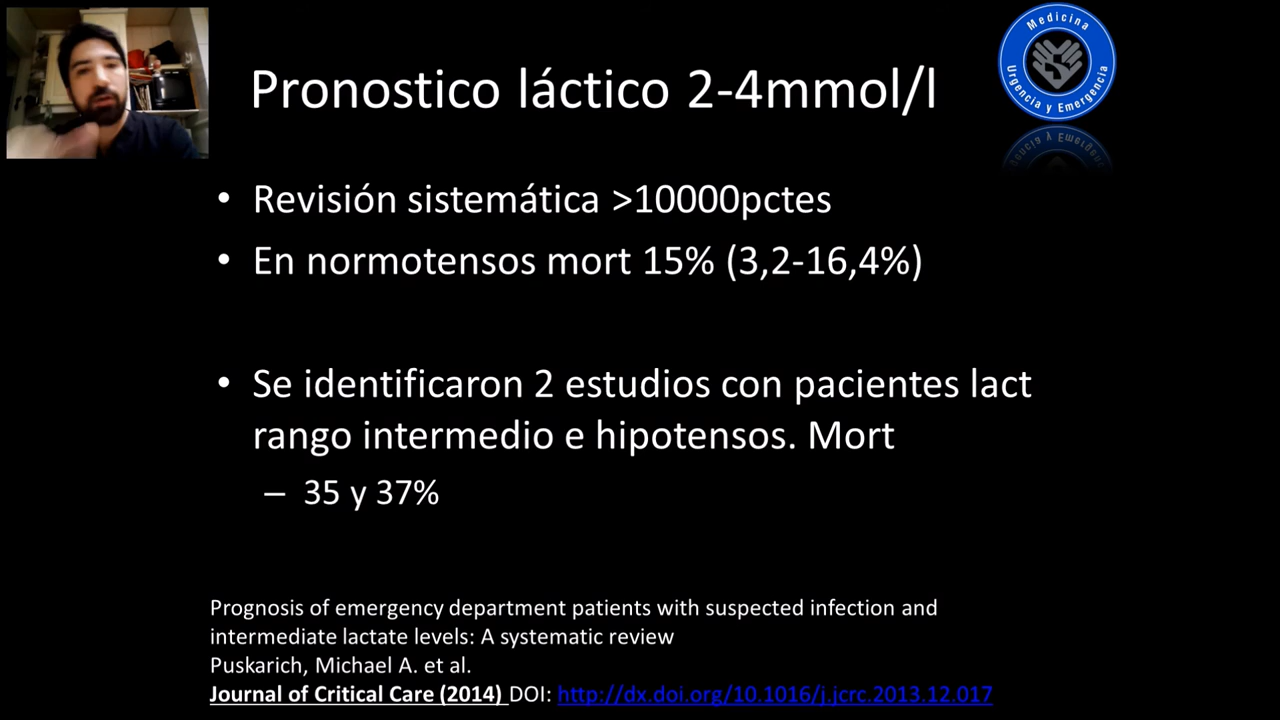 Pronostico láctico 2-4mmol/l
Medicina
Urgencia y Emergencia
• Revisión sistemática >10000pctes
• En normotensos mort 15% (3,2-16,4%)
• Se identificaron 2 estudios con pacientes lact
rango intermedio e hipotensos. Mort
– 35 y 37%
Prognosis of emergency department patients with suspected infection and
intermediate lactate levels: A systematic review
Puskarich, Michael A. et al.
Journal of Critical Care (2014) DOI: http://dx.doi.org/10.1016/j.jcrc.2013.12.017